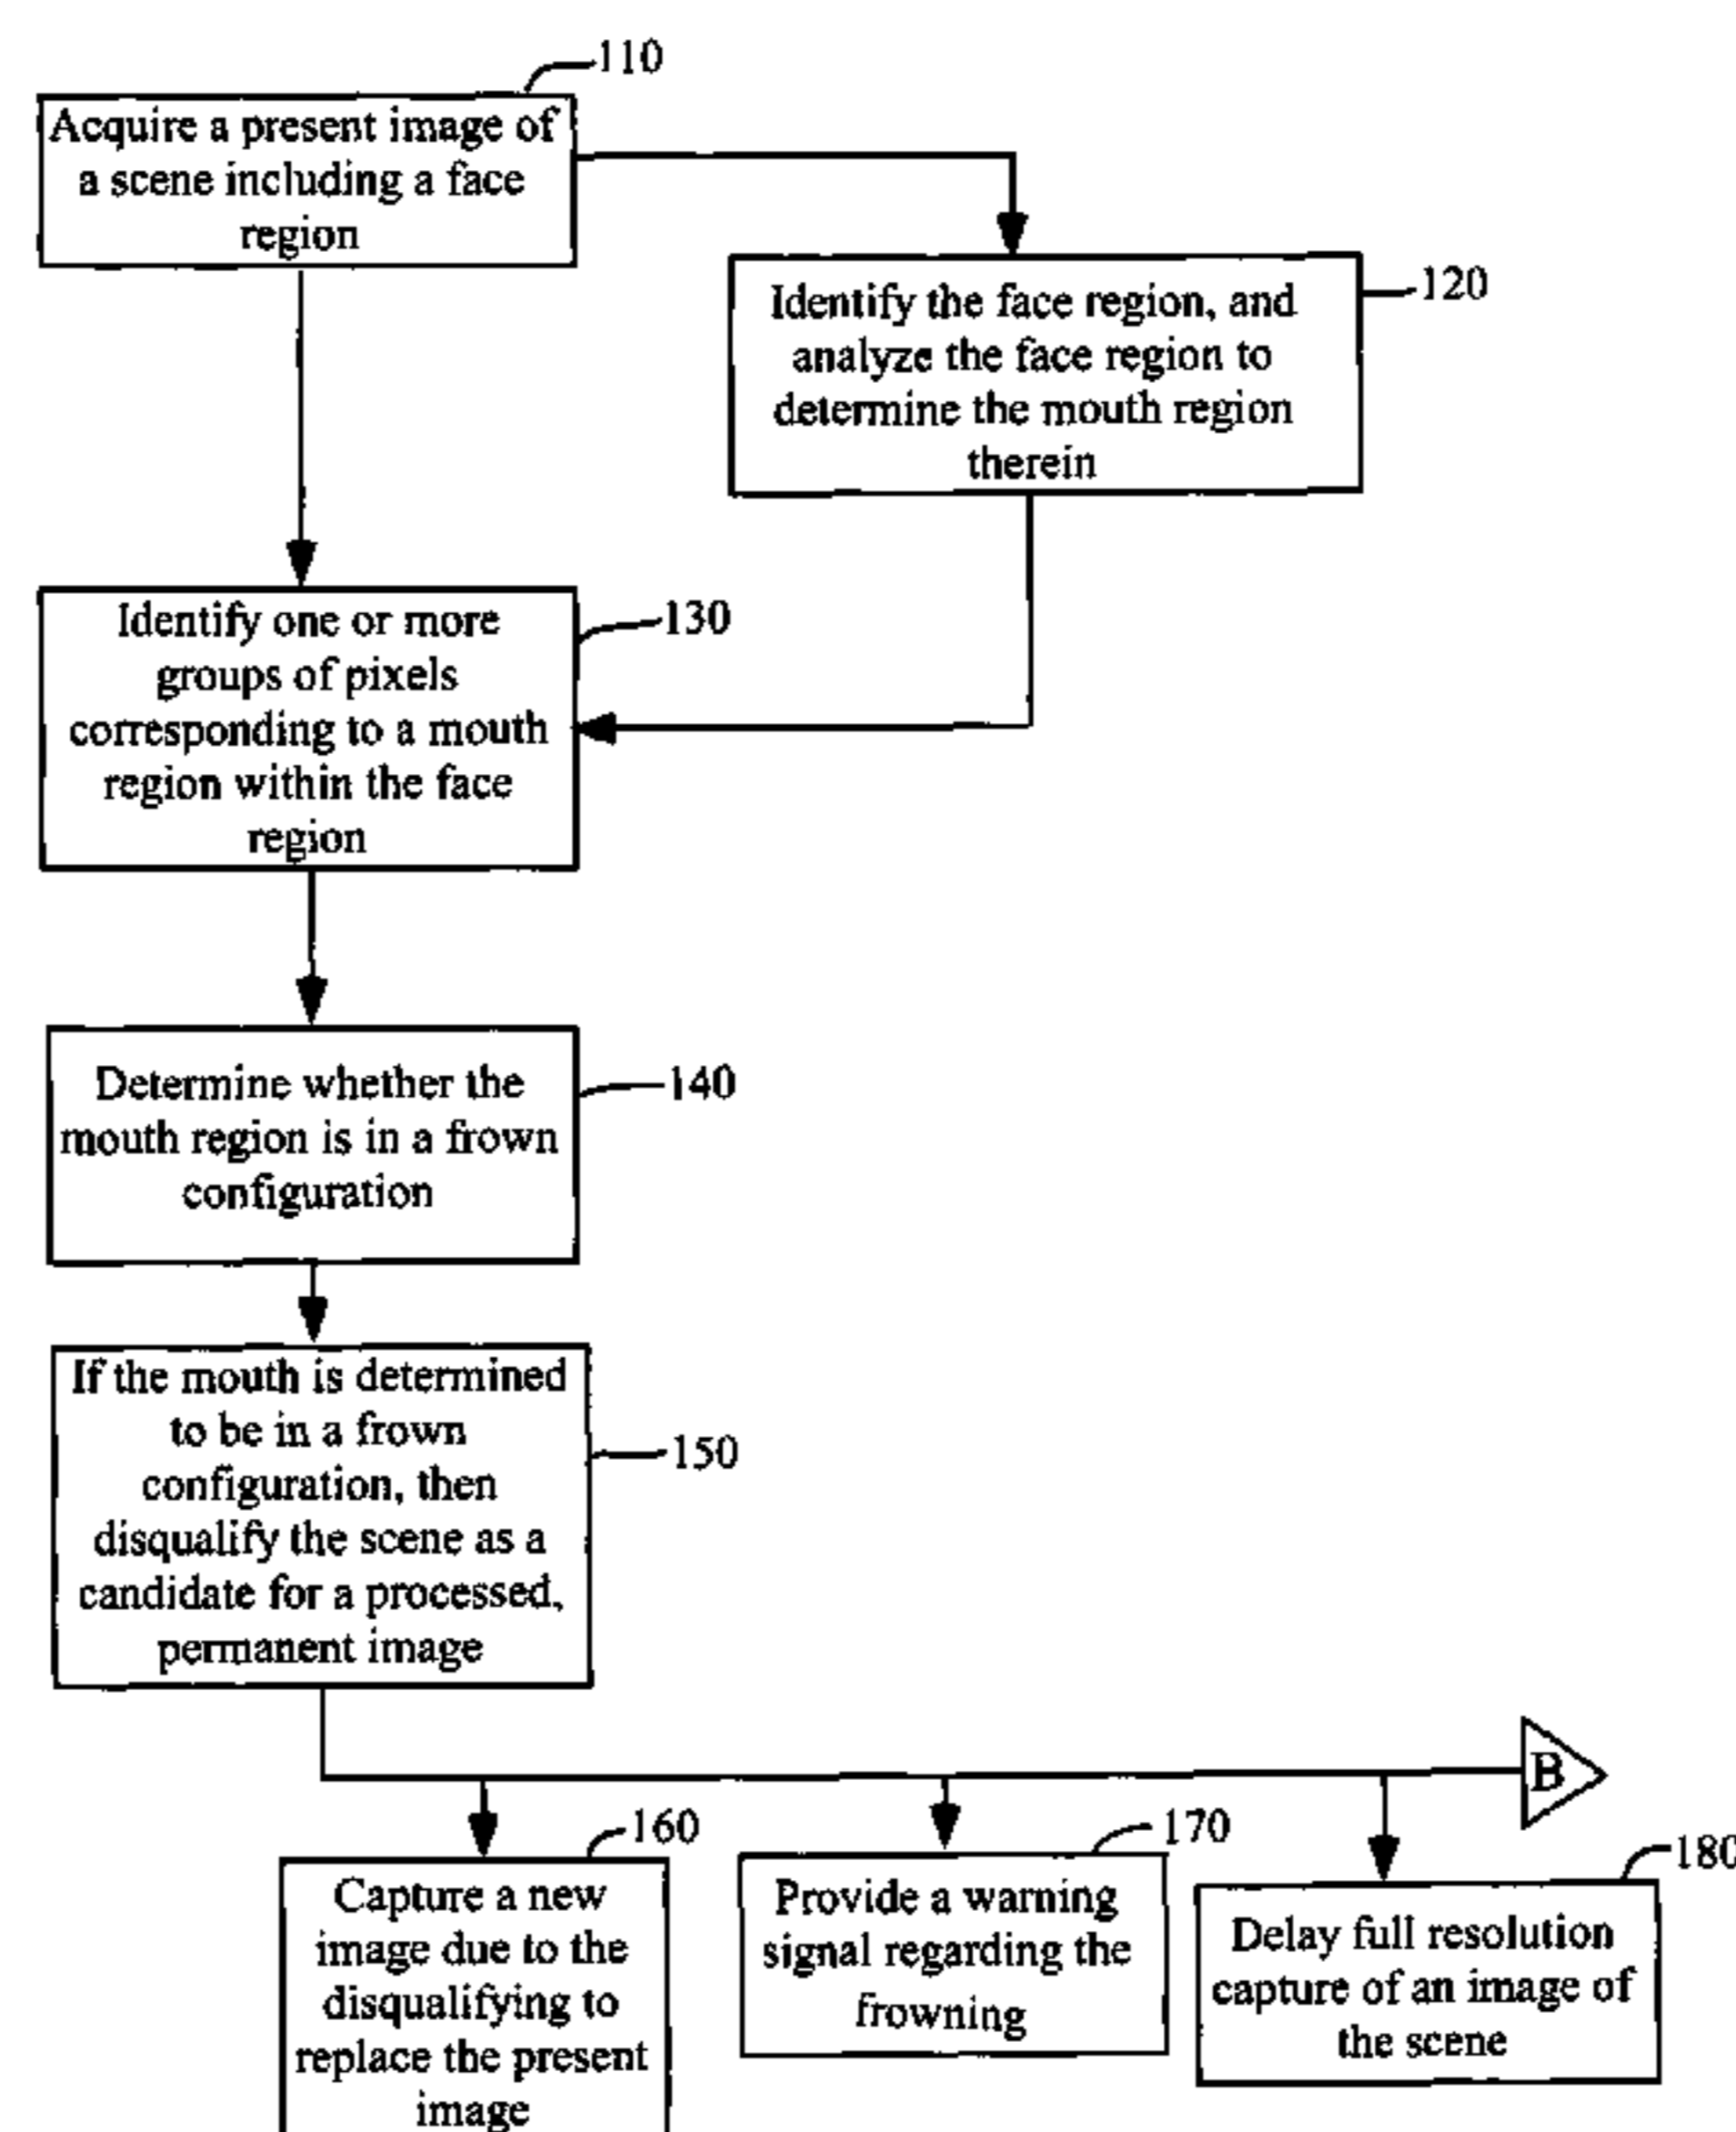 110
Acquire a present image of
a scene including a face
region
120
Identify the face region, and
analyze the face region to
determine the mouth region
therein
130
Identify one or more
groups of pixels
corresponding to a mouth
region within the face
region
140
Determine whether the
mouth region is in a frown
configuration
150
If the mouth is determined
to be in a frown
configuration, then
disqualify the scene as a
candidate for a processed,
permanent image
B
160
Capture a new
image due to the
disqualifying to
replace the present
image
170
Provide a warning
signal regarding the
frowning
180
Delay full resolution
capture of an image of
the scene